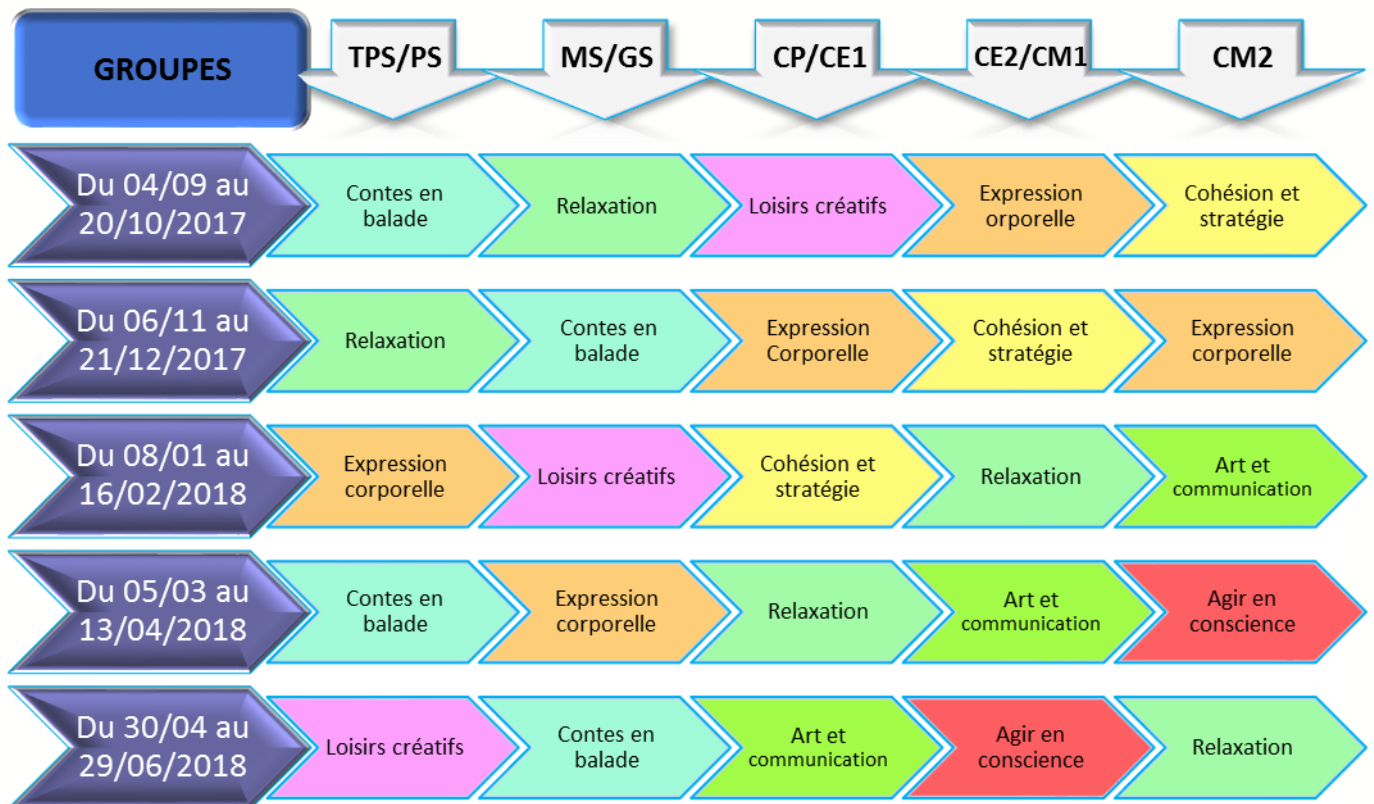 GROUPES
TPS/PS
MS/GS
CP/CE1
CE2/CM1
CM2
Du 04/09 au
20/10/2017
Contes en
balade
Relaxation
Loisirs créatifs
Expression
orporelle
Cohésion et
stratégie
Du 06/11 au
21/12/2017
Relaxation
Contes en
balade
Expression
Corporelle
Cohésion et
stratégie
Expression
corporelle
Du 08/01 au
16/02/2018
Expression
corporelle
Loisirs créatifs
Cohésion et
stratégie
Relaxation
Art et
communication
Du 05/03 au
13/04/2018
Contes en
balade
Expression
corporelle
Relaxation
Art et
communication
Agir en
conscience
Du 30/04 au
29/06/2018
Loisirs créatifs
Contes en
balade
Art et
communication
Agir en
conscience
Relaxation